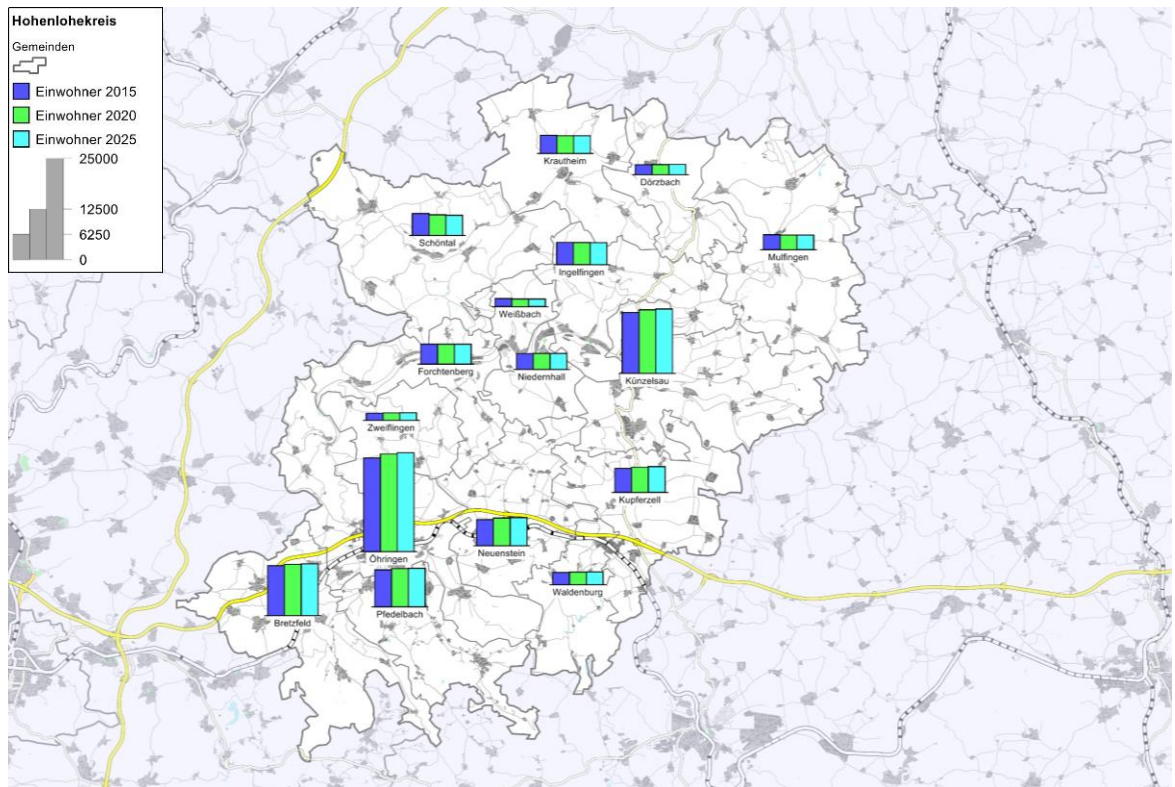 Hohenlohekreis
Gemeinden
Einwohner 2015
Einwohner 2020
Einwohner 2025
25000
12500
6250
0
Krautheim
Dörzbach
Schöntal
Mulfingen
Ingelfingen
Weißbach
Forchtenberg
Niedernhall
Künzelsau
Zweiflingen
Kupferzell
Neuenstein
Öhringen
Waldenburg
Pfedelbach
Bretzfeld